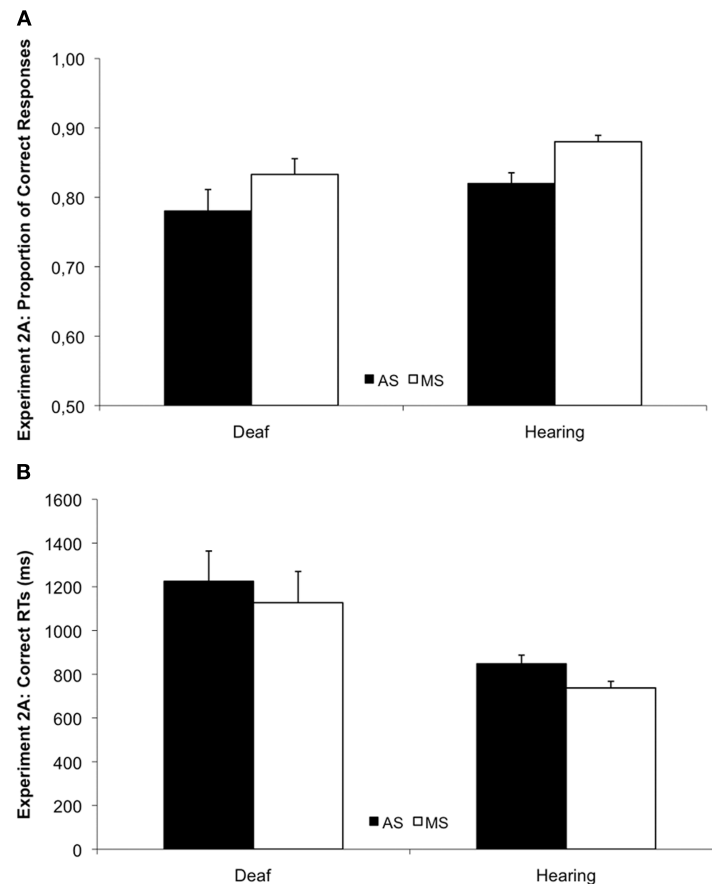 A
Experiment 2A: Proportion of Correct Responses
1,00
0,90
0,80
0,70
0,60
0,50
AS MS
Deaf Hearing
B
Experiment 2A: Correct RTs (ms)
1600
1400
1200
1000
800
600
400
200
0
AS MS
Deaf Hearing